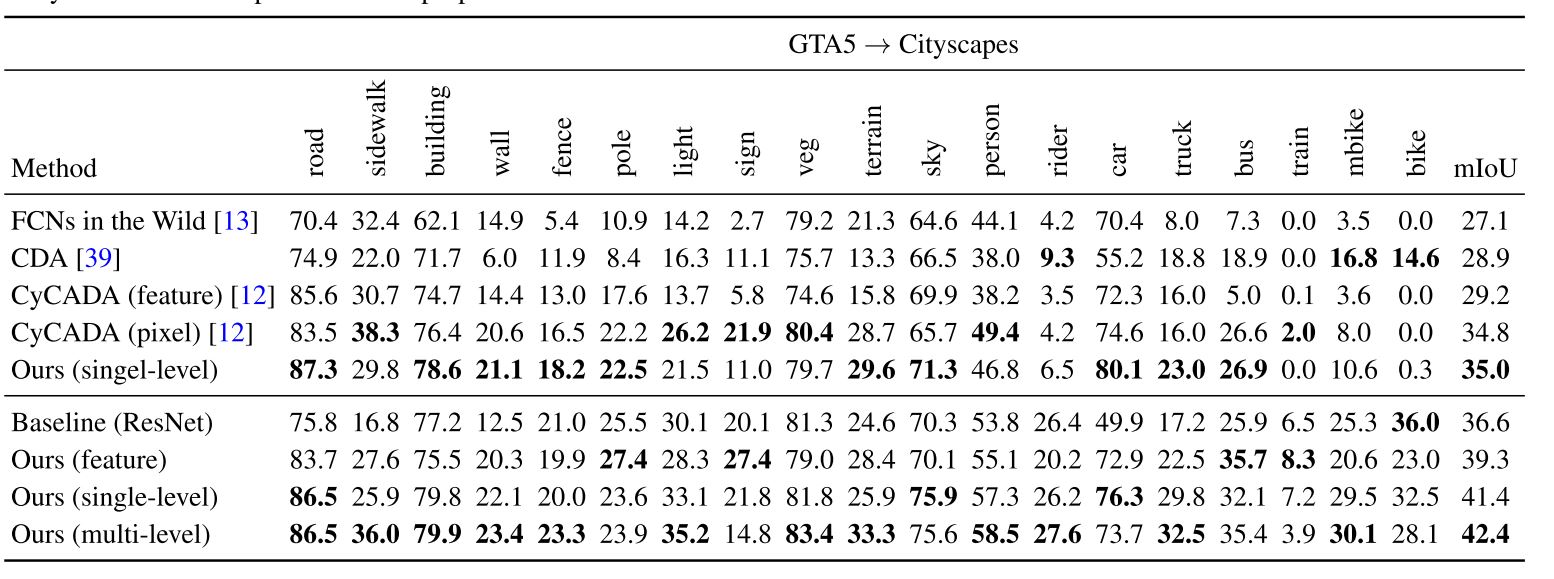 GTA5 → Cityscapes
Method road sidewalk building wall fence pole light sign veg terrain sky person rider car truck bus train mbike bike mIoU
FCNs in the Wild [13] 70.4 32.4 62.1 14.9 5.4 10.9 14.2 2.7 79.2 21.3 64.6 44.1 4.2 70.4 8.0 7.3 0.0 3.5 0.0 27.1
CDA [39] 74.9 22.0 71.7 6.0 11.9 8.4 16.3 11.1 75.7 13.3 66.5 38.0 9.3 55.2 18.8 18.9 0.0 16.8 14.6 28.9
CyCADA (feature) [12] 85.6 30.7 74.7 14.4 13.0 17.6 13.7 5.8 74.6 15.8 69.9 38.2 3.5 72.3 16.0 5.0 0.1 3.6 0.0 29.2
CyCADA (pixel) [12] 83.5 38.3 76.4 20.6 16.5 22.2 26.2 21.9 80.4 28.7 65.7 49.4 4.2 74.6 16.0 26.6 2.0 8.0 0.0 34.8
Ours (singel-level) 87.3 29.8 78.6 21.1 18.2 22.5 21.5 11.0 79.7 29.6 71.3 46.8 6.5 80.1 23.0 26.9 0.0 10.6 0.3 35.0
Baseline (ResNet) 75.8 16.8 77.2 12.5 21.0 25.5 30.1 20.1 81.3 24.6 70.3 53.8 26.4 49.9 17.2 25.9 6.5 25.3 36.0 36.6
Ours (feature) 83.7 27.6 75.5 20.3 19.9 27.4 28.3 27.4 79.0 28.4 70.1 55.1 20.2 72.9 22.5 35.7 8.3 20.6 23.0 39.3
Ours (single-level) 86.5 25.9 79.8 22.1 20.0 23.6 33.1 21.8 81.8 25.9 75.9 57.3 26.2 76.3 29.8 32.1 7.2 29.5 32.5 41.4
Ours (multi-level) 86.5 36.0 79.9 23.4 23.3 23.9 35.2 14.8 83.4 33.3 75.6 58.5 27.6 73.7 32.5 35.4 3.9 30.1 28.1 42.4